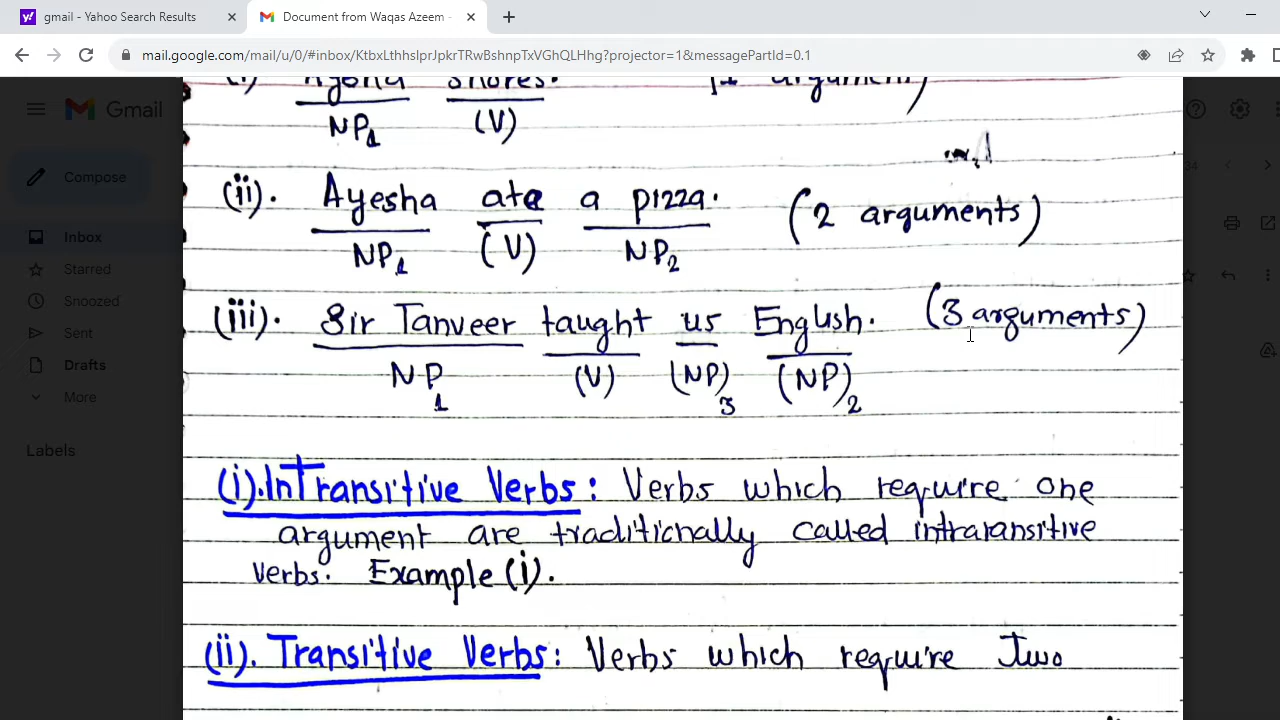 gmail - Yahoo Search Results
Document from Waqas Azeem -
mail.google.com/mail/u/0/#inbox/KtbxLthhslprJpkrTRwBshnpTxVGhQLHhg?projector=1&messagePartId=0.1
Gmail
Compose
Inbox
Starred
Snoozed
Sent
Drafts
More
Labels
34
snores.
NP1 (V)
(ii). Ayesha ate a pizza. (2 arguments)
NP1 (V) NP2
(iii). Sir Tanveer taught us English. (3 arguments)
NP1 (V) (NP)3 (NP)2
(i).InTransitive Verbs: Verbs which require one
argument are traditionally called intransitive
Verbs. Example (i).
(ii). Transitive Verbs: Verbs which require Two